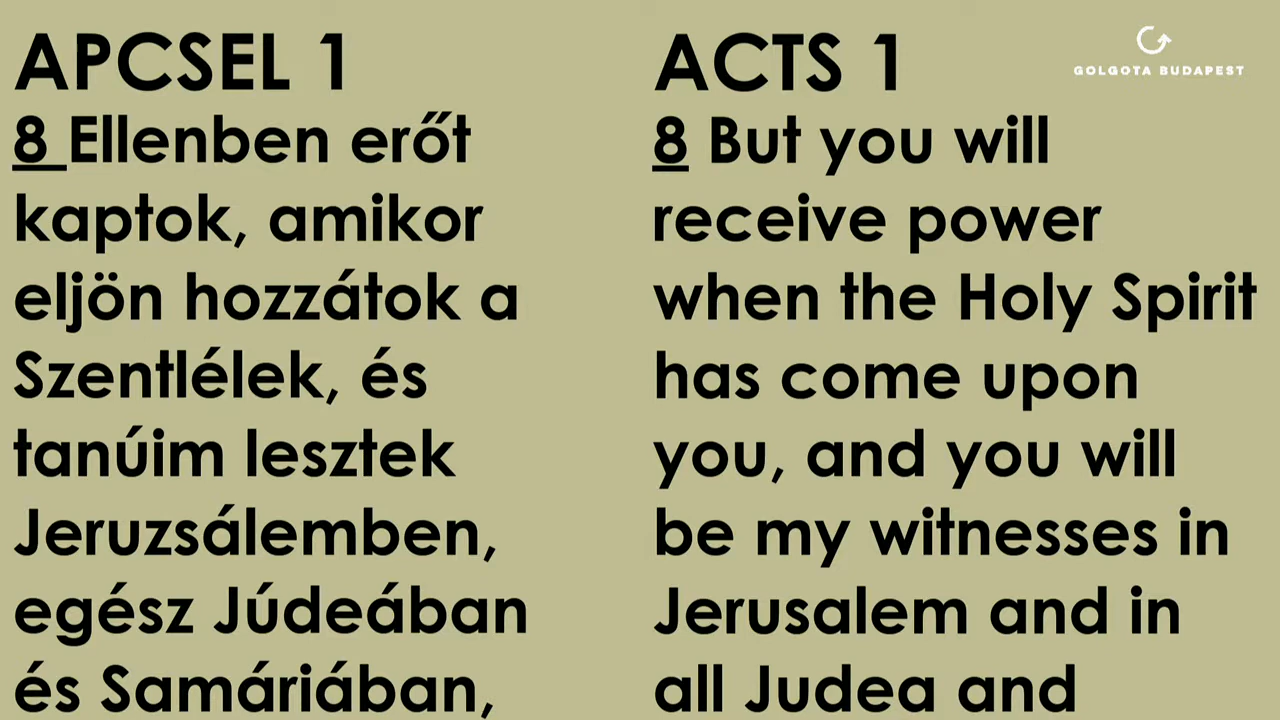 APCSEL 1
8 Ellenben erőt
kaptok, amikor
eljön hozzátok a
Szentlélek, és
tanúim lesztek
Jeruzsálemben,
egész Júdeában
és Samáriában,
ACTS 1
8 But you will
receive power
when the Holy Spirit
has come upon
you, and you will
be my witnesses in
Jerusalem and in
all Judea and
GOLGOTA BUDAPEST